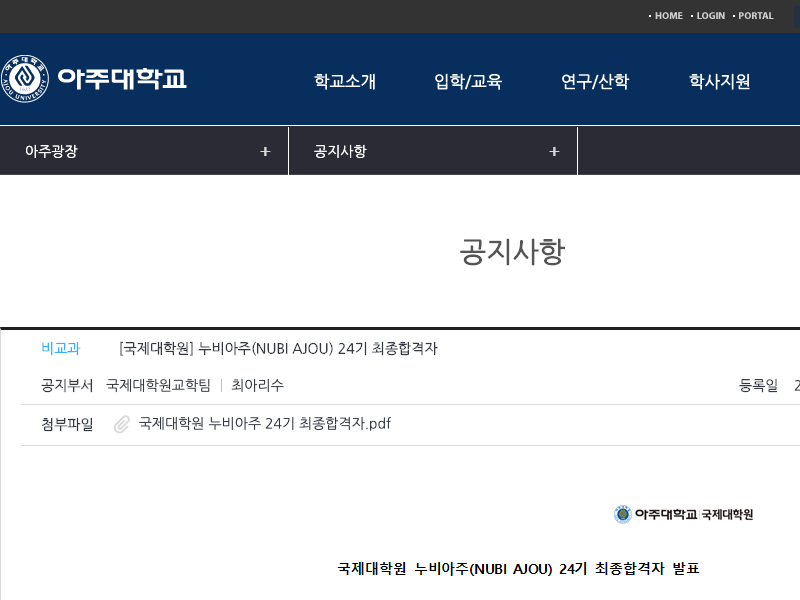 HOME LOGIN PORTAL
아주대학교 학교소개 입학/교육 연구/산학 학사지원
아주광장 + 공지사항 +
공지사항
비교과 [국제대학원] 누비아주(NUBI AJOU) 24기 최종합격자
공지부서 국제대학원교학팀 | 최아리수 등록일 2
첨부파일 국제대학원 누비아주 24기 최종합격자.pdf
아주대학교 국제대학원
국제대학원 누비아주(NUBI AJOU) 24기 최종합격자 발표